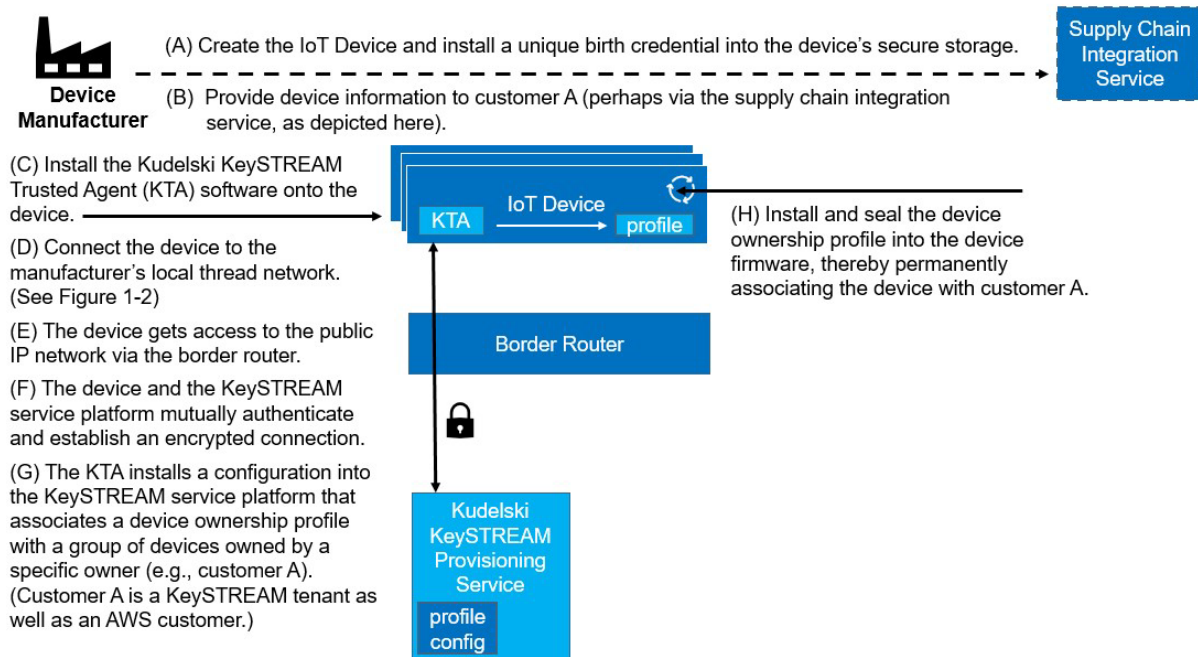 (A) Create the IoT Device and install a unique birth credential into the device's secure storage.
Supply Chain
Integration
Service
Device
Manufacturer
(B) Provide device information to customer A (perhaps via the supply chain integration
service, as depicted here).
(C) Install the Kudelski KeySTREAM
Trusted Agent (KTA) software onto the
device.
IoT Device
KTA
profile
(H) Install and seal the device
ownership profile into the device
firmware, thereby permanently
associating the device with customer A.
(D) Connect the device to the
manufacturer's local thread network.
(See Figure 1-2)
(E) The device gets access to the public
IP network via the border router.
Border Router
(F) The device and the KeySTREAM
service platform mutually authenticate
and establish an encrypted connection.
(G) The KTA installs a configuration into
the KeySTREAM service platform that
associates a device ownership profile
with a group of devices owned by a
specific owner (e.g., customer A).
(Customer A is a KeySTREAM tenant as
well as an AWS customer.)
Kudelski
KeySTREAM
Provisioning
Service
profile
config